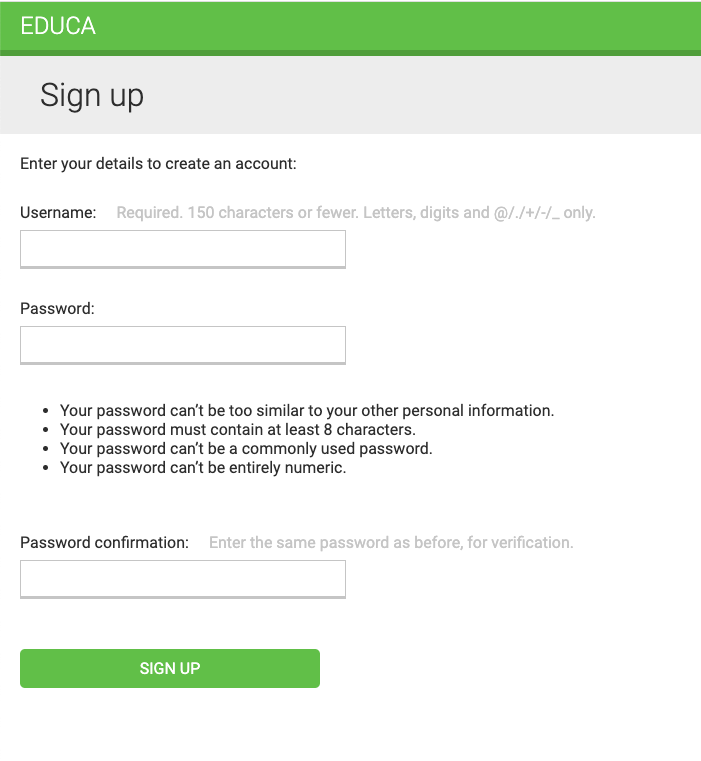 EDUCA
Sign up
Enter your details to create an account:
Username: Required. 150 characters or fewer. Letters, digits and @/./+/-/_ only.
Password:
• Your password can’t be too similar to your other personal information.
• Your password must contain at least 8 characters.
• Your password can’t be a commonly used password.
• Your password can’t be entirely numeric.
Password confirmation: Enter the same password as before, for verification.
SIGN UP